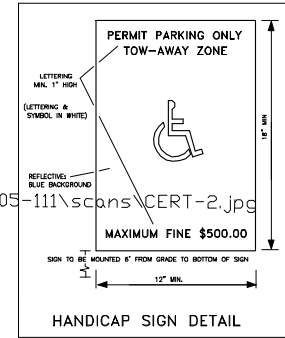 PERMIT PARKING ONLY
TOW-AWAY ZONE
LETTERING
MIN. 1" HIGH
(LETTERING &
SYMBOL IN WHITE)
18" MIN
REFLECTIVE:
BLUE BACKGROUND
05-111\scans\CERT-2.jpg
MAXIMUM FINE $500.00
SIGN TO BE MOUNTED 6' FROM GRADE TO BOTTOM OF SIGN
12" MIN.
HANDICAP SIGN DETAIL